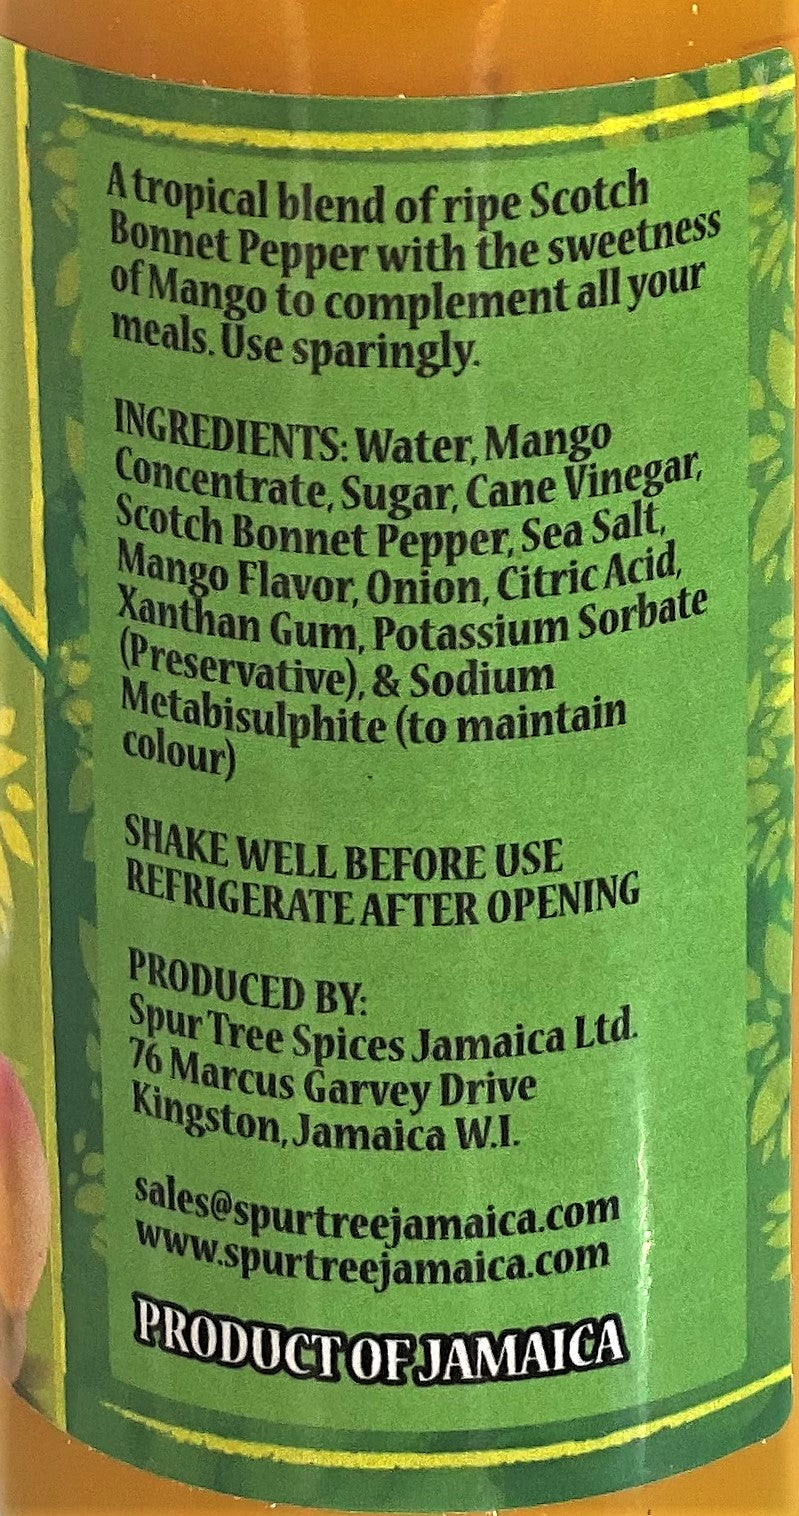 A tropical blend of ripe Scotch
Bonnet Pepper with the sweetness
of Mango to complement all your
meals. Use sparingly.
INGREDIENTS: Water, Mango
Concentrate, Sugar, Cane Vinegar,
Scotch Bonnet Pepper, Sea Salt,
Mango Flavor, Onion, Citric Acid,
Xanthan Gum, Potassium Sorbate
(Preservative), & Sodium
Metabisulphite (to maintain
colour)
SHAKE WELL BEFORE USE
REFRIGERATE AFTER OPENING
PRODUCED BY:
Spur Tree Spices Jamaica Ltd.
76 Marcus Garvey Drive
Kingston, Jamaica W.I.
sales@spurtreejamaica.com
www.spurtreejamaica.com
PRODUCT OF JAMAICA